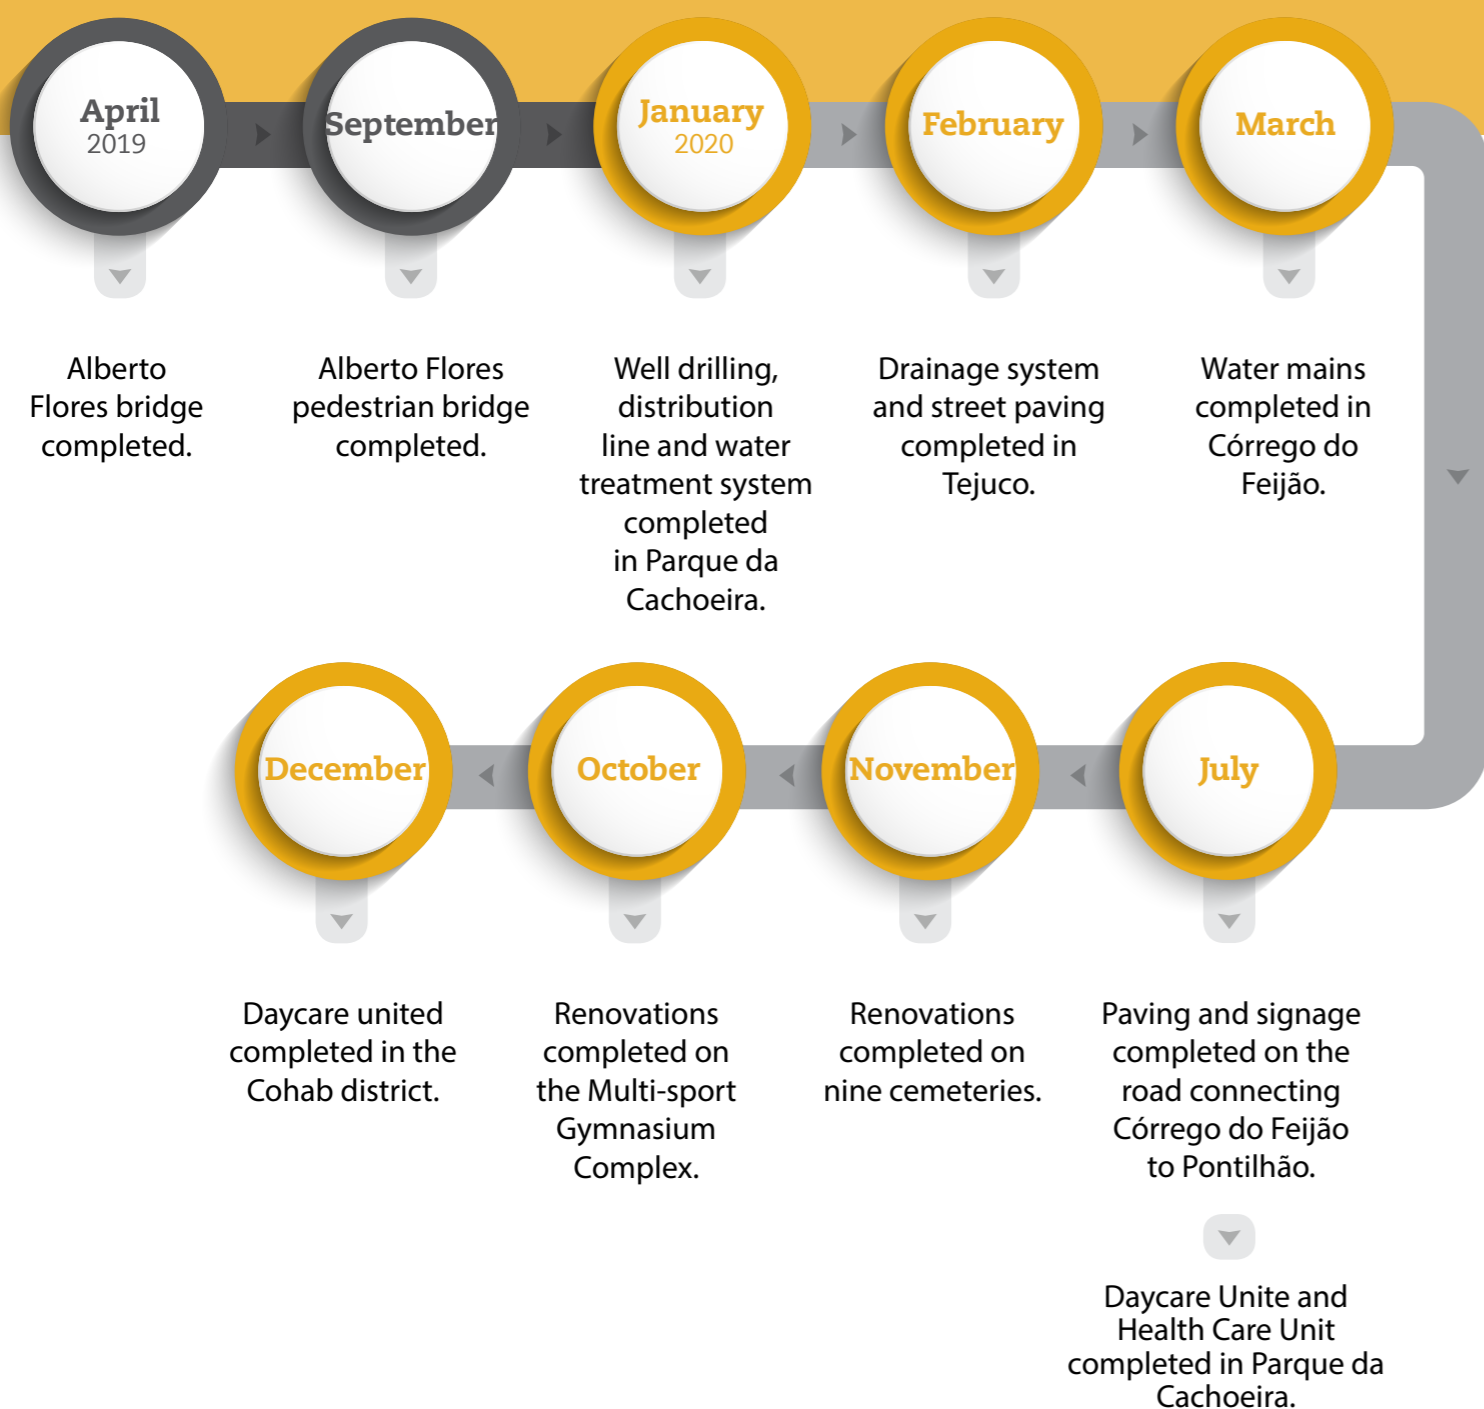 April
2019
Alberto
Flores bridge
completed.
September
Alberto Flores
pedestrian bridge
completed.
January
2020
Well drilling,
distribution
line and water
treatment system
completed
in Parque da
Cachoeira.
February
Drainage system
and street paving
completed in
Tejuco.
March
Water mains
completed in
Córrego do
Feijão.
July
Paving and signage
completed on the
road connecting
Córrego do Feijão
to Pontilhão.
Daycare Unite and
Health Care Unit
completed in Parque da
Cachoeira.
November
Renovations
completed on
nine cemeteries.
October
Renovations
completed on
the Multi-sport
Gymnasium
Complex.
December
Daycare united
completed in the
Cohab district.